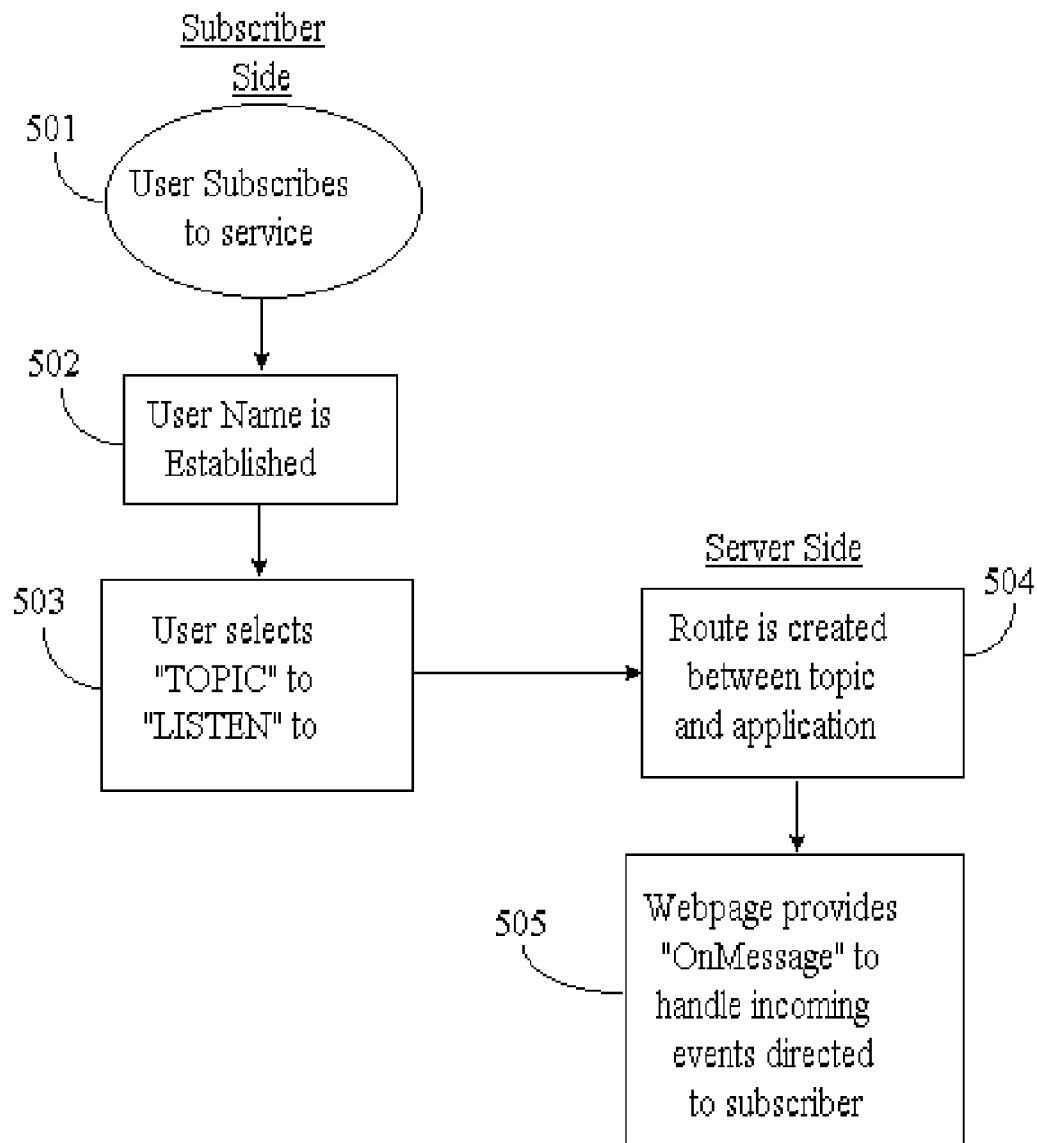 Subscriber
Side
501
User Subscribes
to service
502
User Name is
Established
503
User selects
"TOPIC" to
"LISTEN" to
Server Side
504
Route is created
between topic
and application
505
Webpage provides
"OnMessage" to
handle incoming
events directed
to subscriber